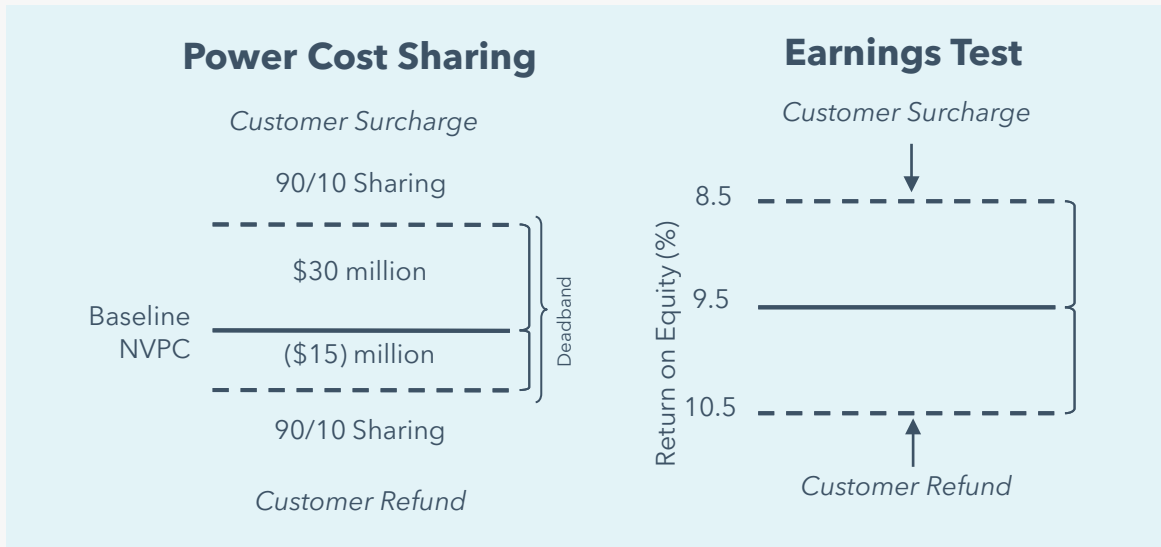 Power Cost Sharing
Customer Surcharge
90/10 Sharing
$30 million
Baseline
NVPC
($15) million
90/10 Sharing
Customer Refund
Deadband
Earnings Test
Customer Surcharge
Return on Equity (%)
8.5
9.5
10.5
Customer Refund